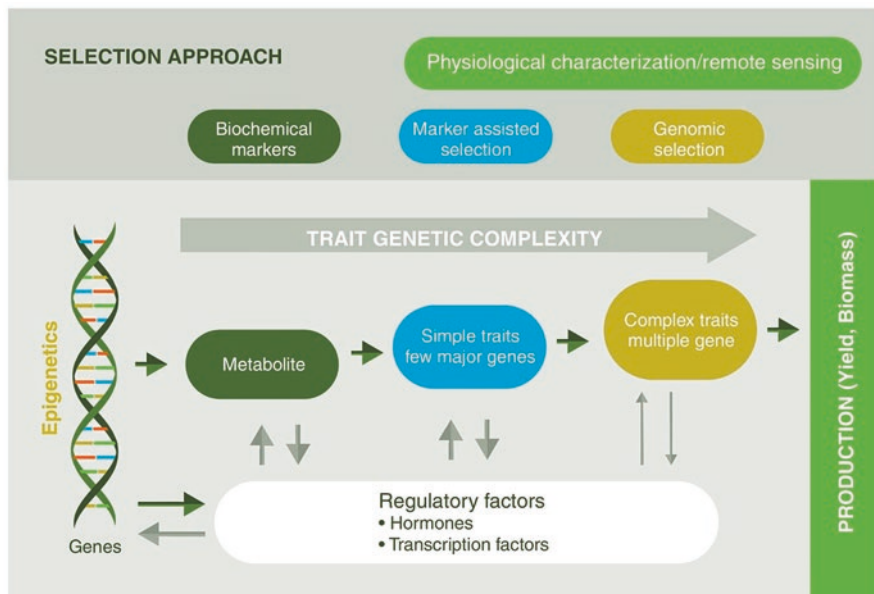 SELECTION APPROACH
Physiological characterization/remote sensing
Biochemical
markers
Marker assisted
selection
Genomic
selection
TRAIT GENETIC COMPLEXITY
Epigenetics
Metabolite
Simple traits
few major genes
Complex traits
multiple gene
PRODUCTION (Yield, Biomass)
Genes
Regulatory factors
• Hormones
• Transcription factors